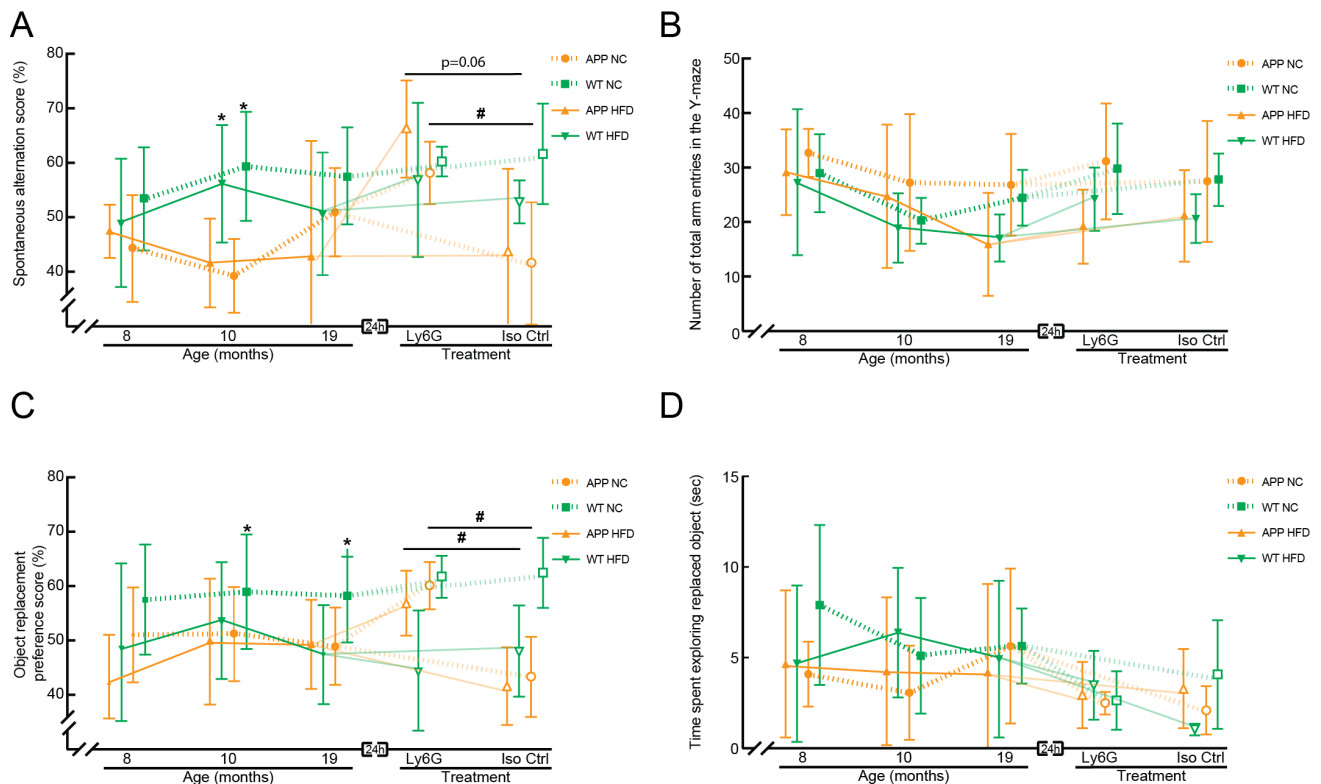 A
Spontaneous alternation score (%)
80
70
60
50
40
p=0.06
#
*
*
APP NC
WT NC
APP HFD
WT HFD
8
10
19
24h
Ly6G
Iso Ctrl
Age (months)
Treatment
B
Number of total arm entries in the Y-maze
50
40
30
20
10
0
APP NC
WT NC
APP HFD
WT HFD
8
10
19
24h
Ly6G
Iso Ctrl
Age (months)
Treatment
C
Object replacement
preference score (%)
80
70
60
50
40
*
*
#
#
APP NC
WT NC
APP HFD
WT HFD
8
10
19
24h
Ly6G
Iso Ctrl
Age (months)
Treatment
D
Time spent exploring replaced object (sec)
15
10
5
0
APP NC
WT NC
APP HFD
WT HFD
8
10
19
24h
Ly6G
Iso Ctrl
Age (months)
Treatment